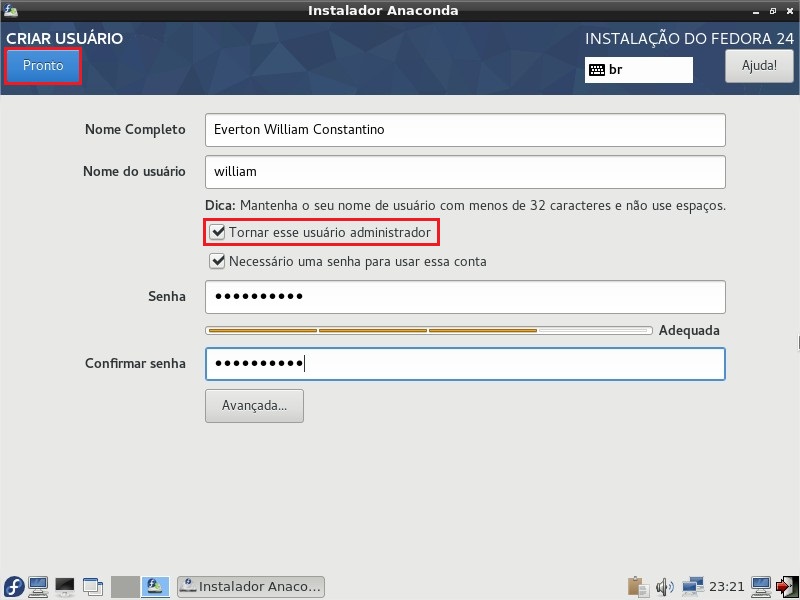 Instalador Anaconda
CRIAR USUÁRIO
INSTALAÇÃO DO FEDORA 24
Pronto
br
Ajuda!
Nome Completo
Everton William Constantino
Nome do usuário
william
Dica: Mantenha o seu nome de usuário com menos de 32 caracteres e não use espaços.
Tornar esse usuário administrador
Necessário uma senha para usar essa conta
Senha
●●●●●●●●●●
Adequada
Confirmar senha
●●●●●●●●●●
Avançada...
Instalador Anaco...
23:21